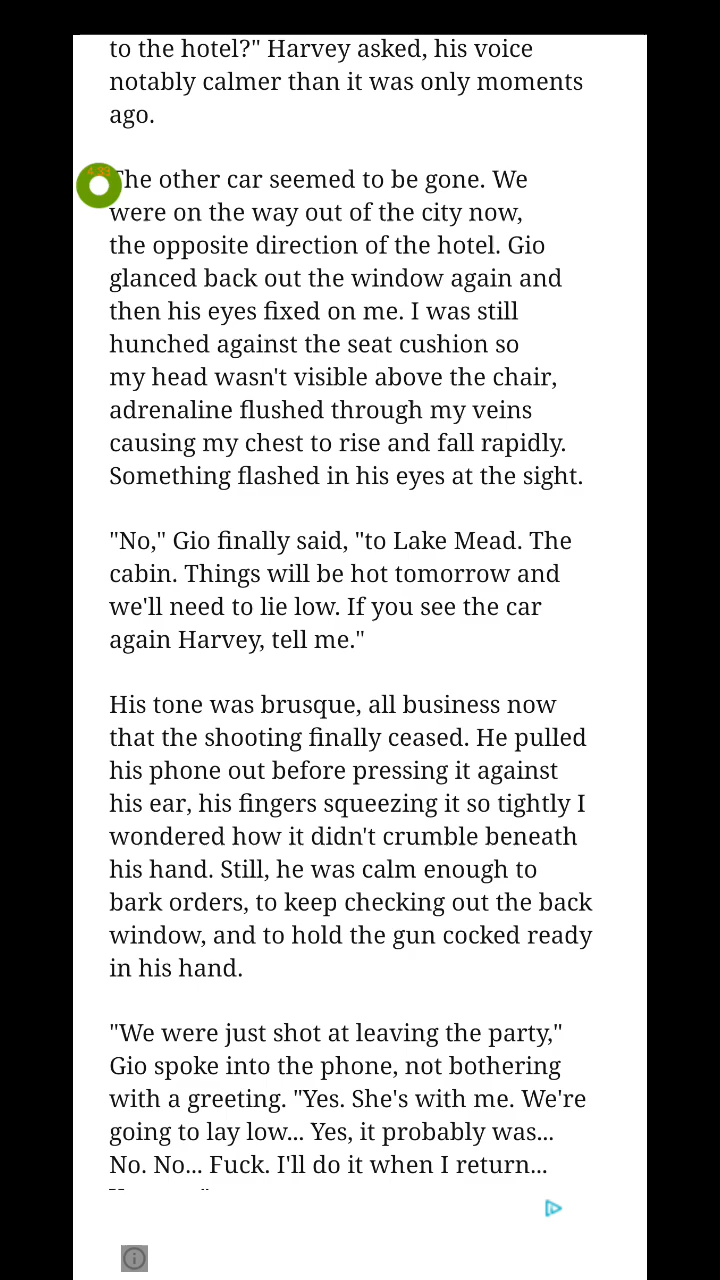 to the hotel?" Harvey asked, his voice
notably calmer than it was only moments
ago.
4:39
The other car seemed to be gone. We
were on the way out of the city now,
the opposite direction of the hotel. Gio
glanced back out the window again and
then his eyes fixed on me. I was still
hunched against the seat cushion so
my head wasn't visible above the chair,
adrenaline flushed through my veins
causing my chest to rise and fall rapidly.
Something flashed in his eyes at the sight.
"No," Gio finally said, "to Lake Mead. The
cabin. Things will be hot tomorrow and
we'll need to lie low. If you see the car
again Harvey, tell me."
His tone was brusque, all business now
that the shooting finally ceased. He pulled
his phone out before pressing it against
his ear, his fingers squeezing it so tightly I
wondered how it didn't crumble beneath
his hand. Still, he was calm enough to
bark orders, to keep checking out the back
window, and to hold the gun cocked ready
in his hand.
"We were just shot at leaving the party,"
Gio spoke into the phone, not bothering
with a greeting. "Yes. She's with me. We're
going to lay low... Yes, it probably was...
No. No... Fuck. I'll do it when I return...